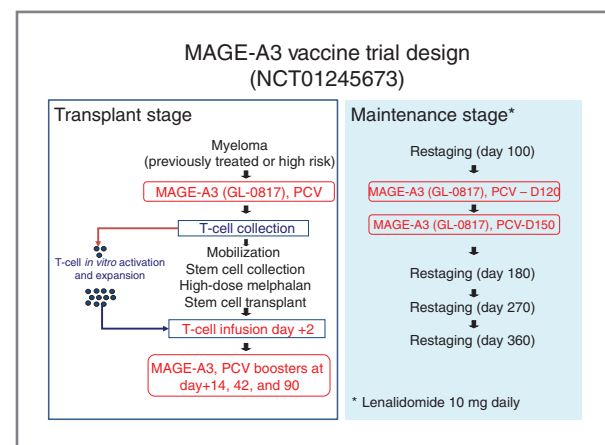 MAGE-A3 vaccine trial design
(NCT01245673)
Transplant stage
Myeloma
(previously treated or high risk)
MAGE-A3 (GL-0817), PCV
T-cell collection
T-cell in vitro activation
and expansion
Mobilization
Stem cell collection
High-dose melphalan
Stem cell transplant
T-cell infusion day +2
MAGE-A3, PCV boosters at
day+14, 42, and 90
Maintenance stage*
Restaging (day 100)
MAGE-A3 (GL-0817), PCV – D120
MAGE-A3 (GL-0817), PCV-D150
Restaging (day 180)
Restaging (day 270)
Restaging (day 360)
* Lenalidomide 10 mg daily